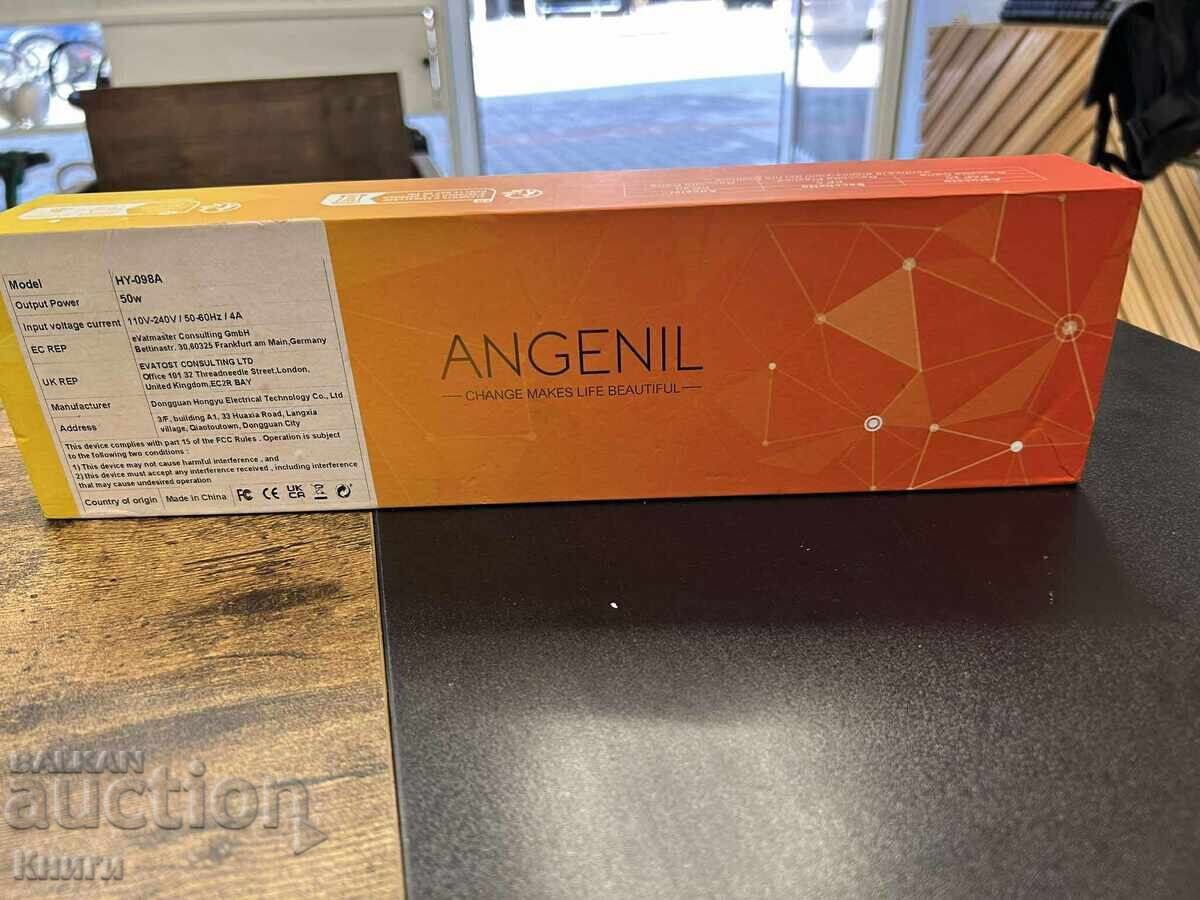 Model HY-098A
Output Power 50w
Input voltage current 110V-240V / 50-60Hz / 4A
EC REP eVatmaster Consulting GmbH
Bettinastr. 30,60325 Frankfurt am Main,Germany
UK REP EVATOST CONSULTING LTD
Office 101 32 Threadneedle Street,London,
United Kingdom,EC2R BAY
Manufacturer Dongguan Hongyu Electrical Technology Co., Ltd
Address 3/F, building A1, 33 Huaxia Road, Langxia
village, Qiaotoutown, Dongguan City
This device complies with part 15 of the FCC Rules . Operation is subject
to the following two conditions :
1) This device may not cause harmful interference , and
2) this device must accept any interference received , including interference
that may cause undesired operation
Country of origin Made in China FC CE UK CA
ANGENIL
CHANGE MAKES LIFE BEAUTIFUL
BALKAN
auction
Книги